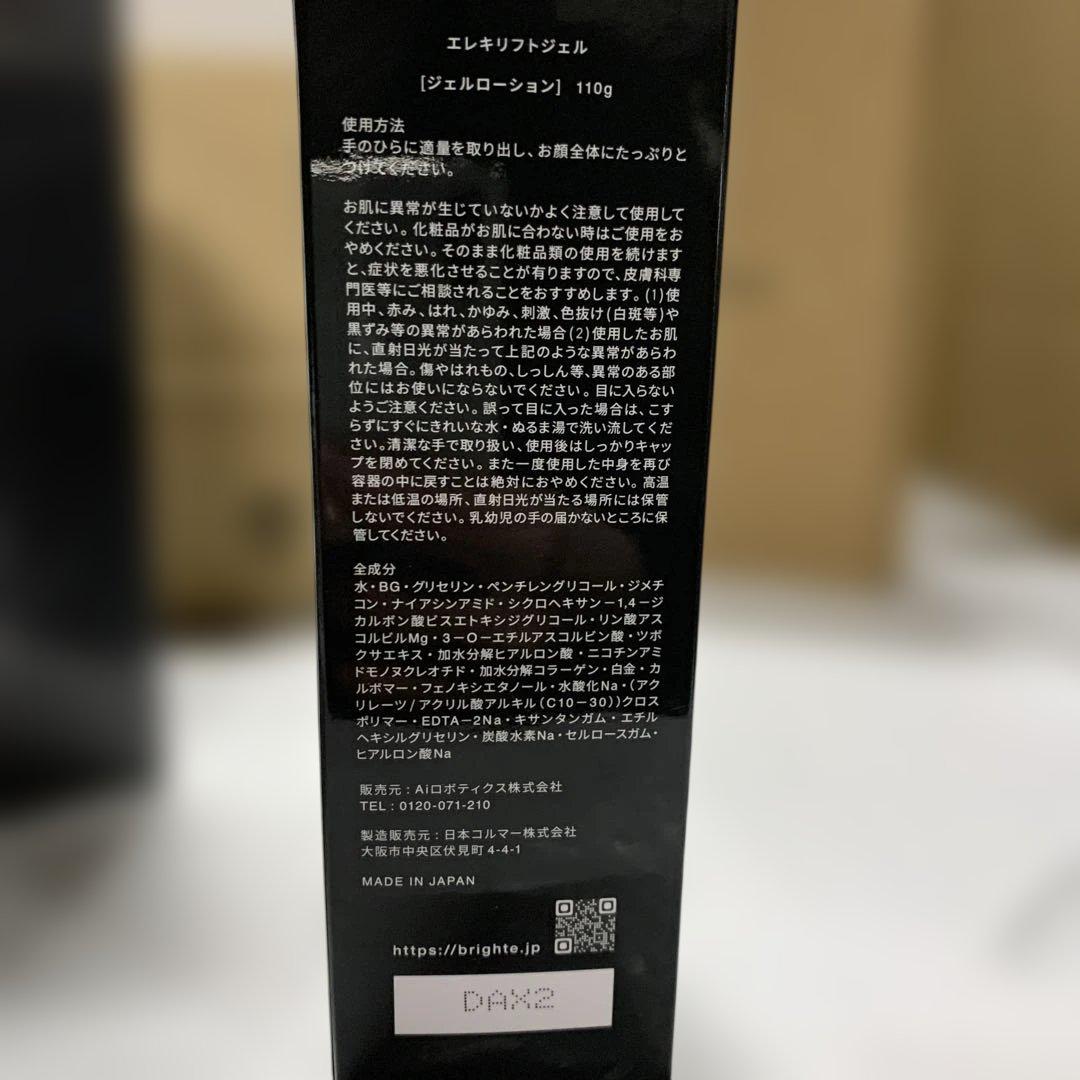 エレキリフトジェル
[ジェルローション] 110g
使用方法
手のひらに適量を取り出し、お顔全体にたっぷりと
つけてください。
お肌に異常が生じていないかよく注意して使用して
ください。化粧品がお肌に合わない時はご使用をお
やめください。そのまま化粧品類の使用を続けます
と、症状を悪化させることが有りますので、皮膚科専
門医等にご相談されることをおすすめします。(1)使
用中、赤み、はれ、かゆみ、刺激、色抜け(白斑等)や
黒ずみ等の異常があらわれた場合(2)使用したお肌
に、直射日光が当たって上記のような異常があらわ
れた場合。傷やはれもの、しっしん等、異常のある部
位にはお使いにならないでください。目に入らない
ようご注意ください。誤って目に入った場合は、こす
らずにすぐにきれいな水・ぬるま湯で洗い流してくだ
さい。清潔な手で取り扱い、使用後はしっかりキャッ
プを閉めてください。また一度使用した中身を再び
容器の中に戻すことは絶対におやめください。高温
または低温の場所、直射日光が当たる場所には保管
しないでください。乳幼児の手の届かないところに保
管してください。
全成分
水・BG・グリセリン・ペンチレングリコール・ジメチ
コン・ナイアシンアミド・シクロヘキサン－1,4－ジ
カルボン酸ビスエトキシジグリコール・リン酸アス
コルビルMg・3－O－エチルアスコルビン酸・ツボ
クサエキス・加水分解ヒアルロン酸・ニコチンアミ
ドモノヌクレオチド・加水分解コラーゲン・白金・カ
ルボマー・フェノキシエタノール・水酸化Na・(アク
リレーツ/アクリル酸アルキル(C10－30))クロス
ポリマー・EDTA－2Na・キサンタンガム・エチル
ヘキシルグリセリン・炭酸水素Na・セルロースガム・
ヒアルロン酸Na
販売元：Aiロボティクス株式会社
TEL：0120-071-210
製造販売元：日本コルマー株式会社
大阪市中央区伏見町4-4-1
MADE IN JAPAN
https://brighte.jp
DAX2